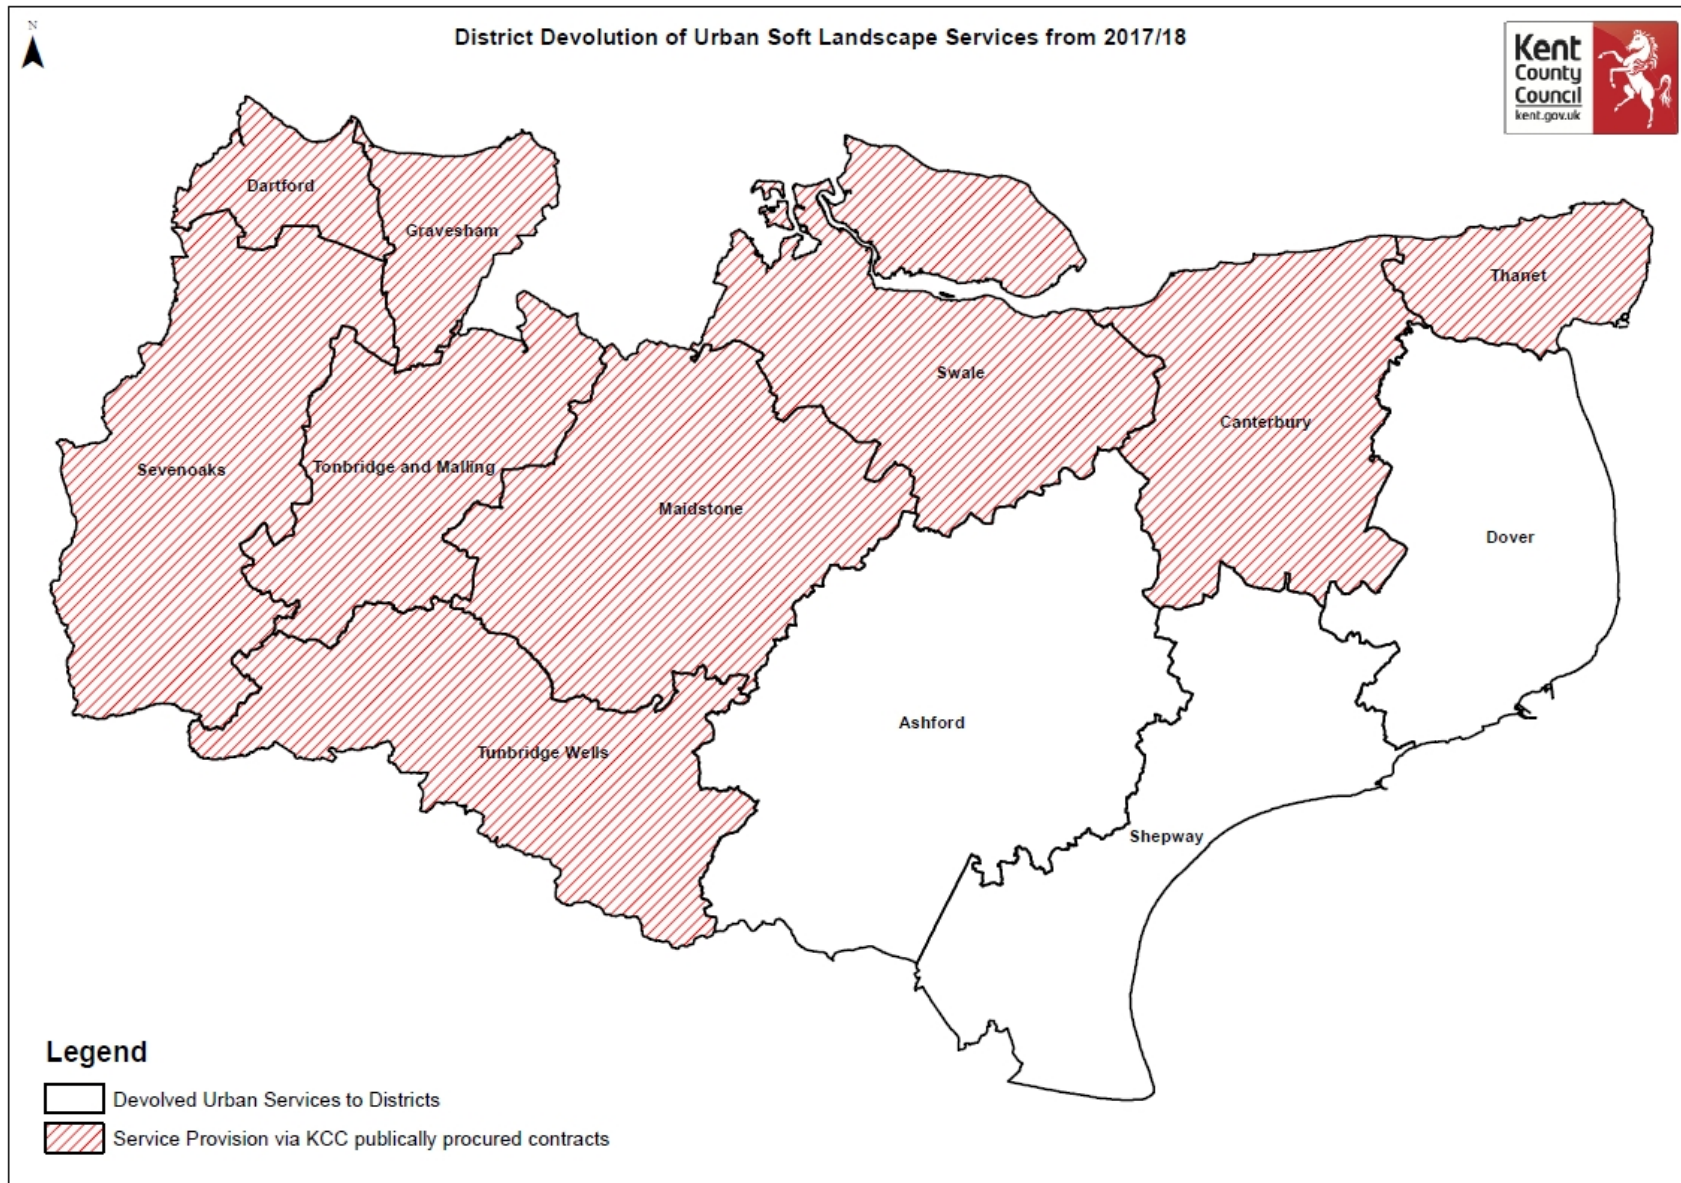 N
District Devolution of Urban Soft Landscape Services from 2017/18
Kent
County
Council
kent.gov.uk
Dartford
Gravesham
Thanet
Swale
Canterbury
Sevenoaks
Tonbridge and Malling
Maidstone
Dover
Ashford
Tunbridge Wells
Shepway
Legend
Devolved Urban Services to Districts
Service Provision via KCC publically procured contracts